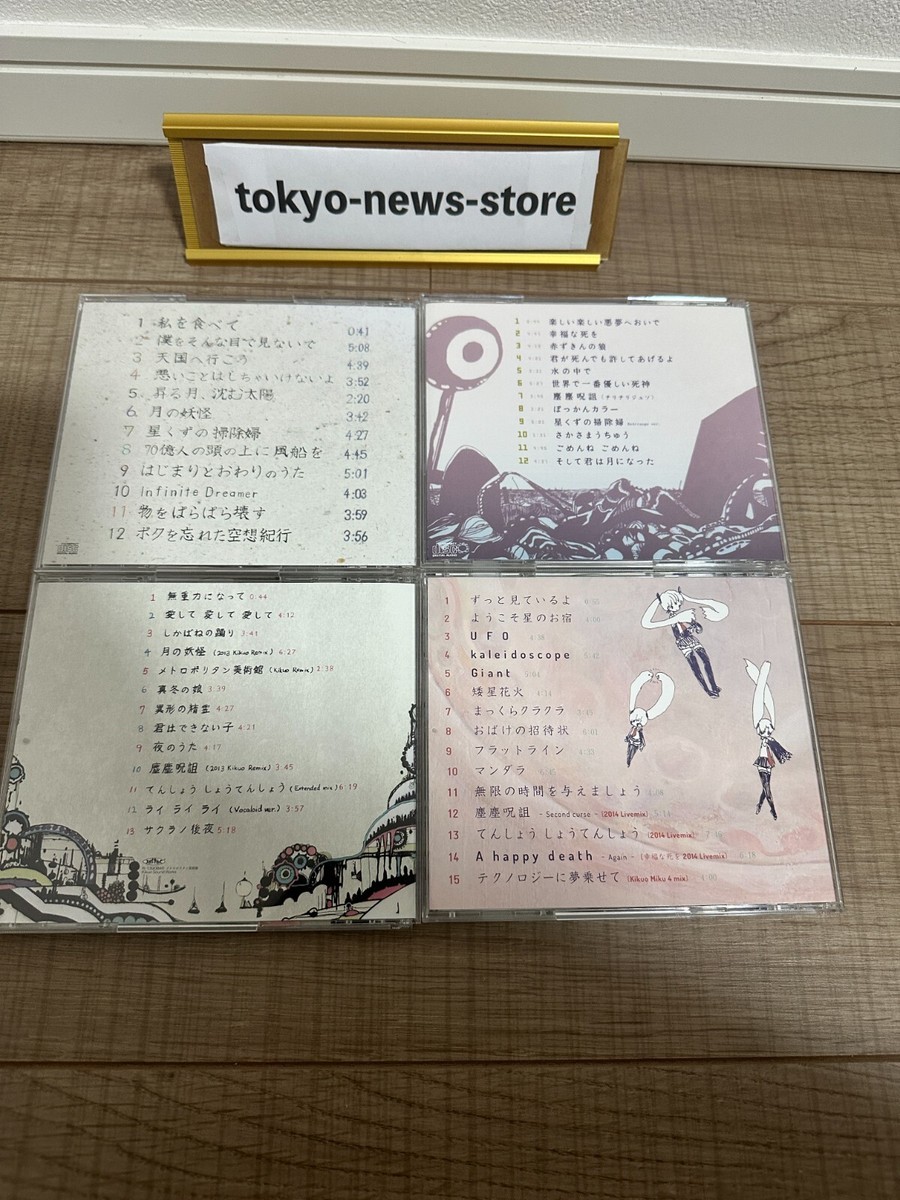 tokyo-news-store
1 私を食べて 0:41
2 僕をそんな目で見ないで 5:08
3 天国へ行こう 4:39
4 悪いことはしちゃいけないよ 3:52
5 昇る月、沈む太陽 2:20
6 月の妖怪 3:42
7 星くずの掃除婦 4:27
8 70億人の頭の上に風船を 4:45
9 はじまりとおわりのうた 5:01
10 Infinite Dreamer 4:03
11 物をぱらぱら壊す 3:59
12 ボクを忘れた空想紀行 3:56
1 楽しい楽しい悪夢へおいで
2 幸福な死を
3 赤ずきんの狼
4 君が死んでも許してあげるよ
5 水の中で
6 世界で一番優しい死神
7 塵塵呪詛 (チリチリジュソ)
8 ぽっかんカラー
9 星くずの掃除婦
10 さかさまうちゅう
11 ごめんね ごめんね
12 そして君は月になった
1 無重力になって 0:44
2 愛して 愛して 愛して 4:12
3 しかばねの踊り 3:41
4 月の妖怪 (2013 Kikuo Remix) 6:27
5 メトロポリタン美術館 (Kikuo Remix) 2:38
6 真冬の娘 3:39
7 異形の精霊 4:27
8 君はできない子 4:21
9 夜のうた 4:17
10 塵塵呪詛 (2013 Kikuo Remix) 3:45
11 てんしょう しょうてんしょう (Extended mix) 6:19
12 ライ ライ ライ (Vocaloid ver.) 3:57
13 サクラノ後夜 5:18
1 ずっと見ているよ
2 ようこそ星のお宿
3 UFO
4 kaleidoscope
5 Giant 5:04
6 矮星花火
7 まっくらクラクラ
8 おばけの招待状
9 フラットライン
10 マンダラ
11 無限の時間を与えましょう
12 塵塵呪詛 - Second curse - (2014 Livemix)
13 てんしょう しょうてんしょう (2014 Livemix)
14 A happy death - Again - (幸福な死を 2014 Livemix)
15 テクノロジーに夢乗せて (Kikuo Miku 4 mix)